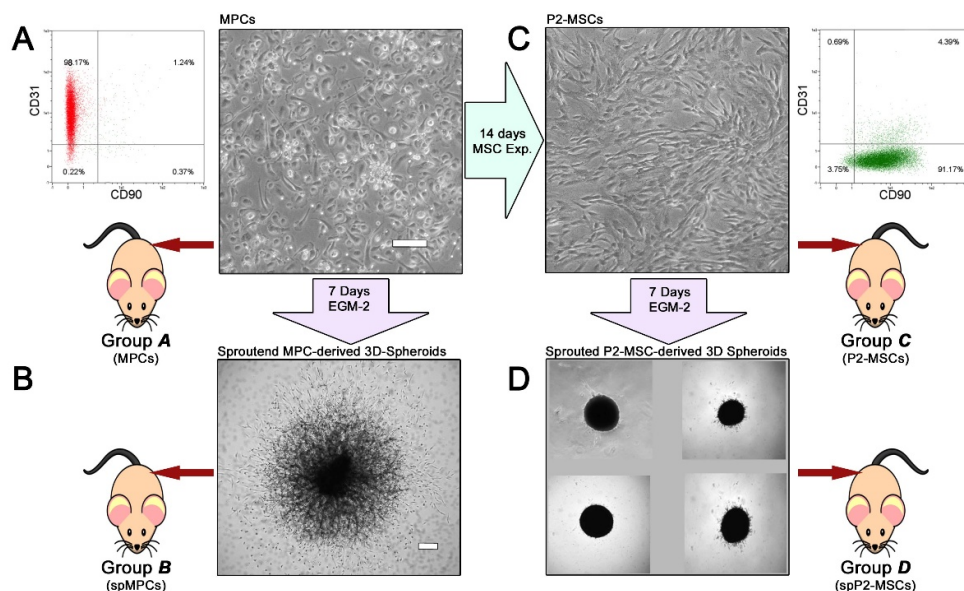 A
MPCs
98.17%
1.24%
CD31
0.22%
0.37%
CD90
14 days
MSC Exp.
C
P2-MSCs
0.69%
4.39%
CD31
3.75%
91.17%
CD90
Group A
(MPCs)
7 Days
EGM-2
7 Days
EGM-2
Group C
(P2-MSCs)
B
Sproutend MPC-derived 3D-Spheroids
Group B
(spMPCs)
D
Sprouted P2-MSC-derived 3D Spheroids
Group D
(spP2-MSCs)